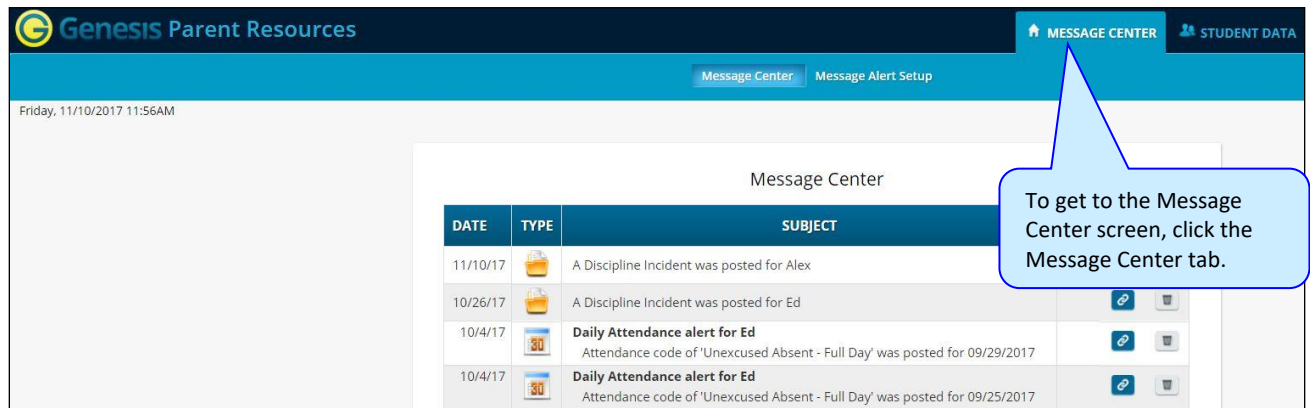 Genesis Parent Resources
MESSAGE CENTER STUDENT DATA
Message Center Message Alert Setup
Friday, 11/10/2017 11:56AM
Message Center
DATE TYPE SUBJECT
11/10/17 A Discipline Incident was posted for Alex
10/26/17 A Discipline Incident was posted for Ed
10/4/17 30 Daily Attendance alert for Ed
Attendance code of 'Unexcused Absent - Full Day' was posted for 09/29/2017
10/4/17 30 Daily Attendance alert for Ed
Attendance code of 'Unexcused Absent - Full Day' was posted for 09/25/2017
To get to the Message
Center screen, click the
Message Center tab.